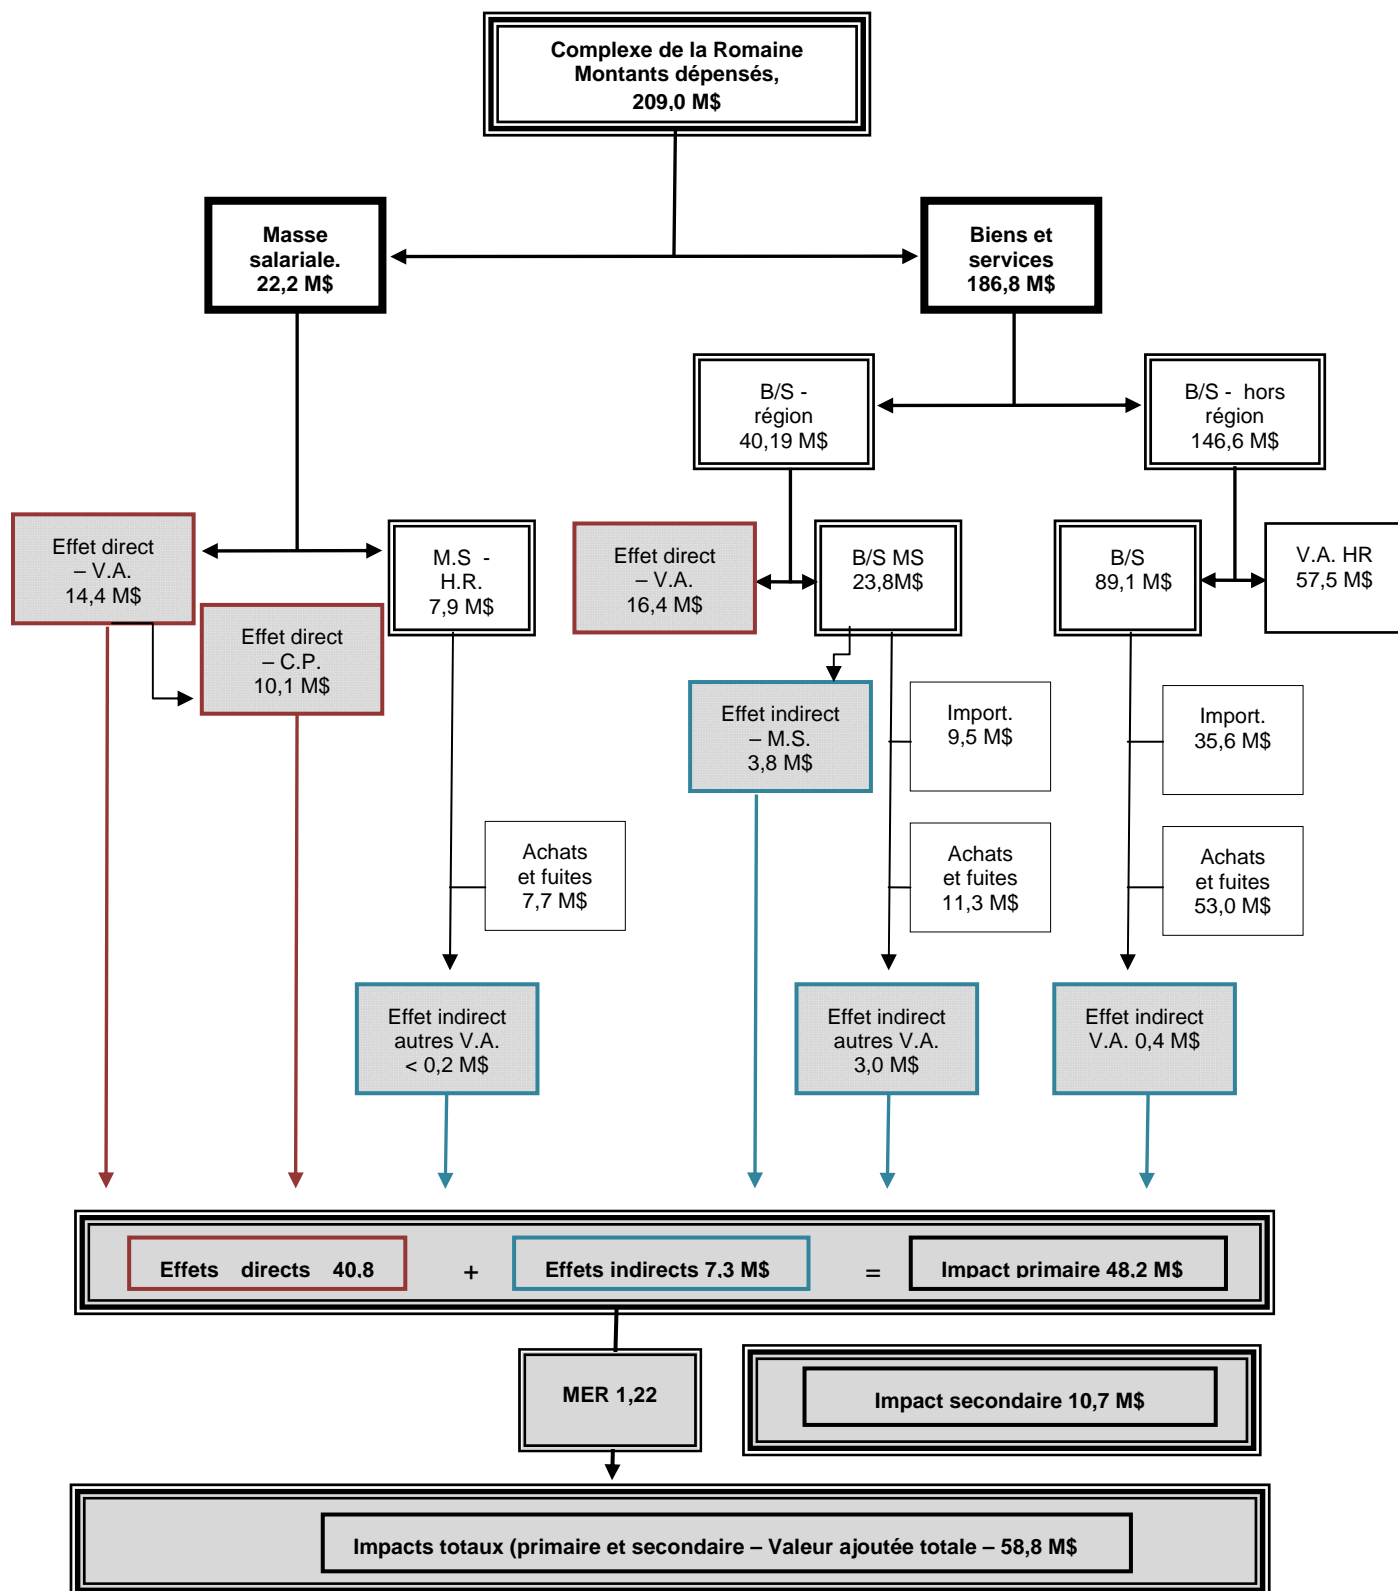 Complexe de la Romaine
Montants dépensés,
209,0 M$
Masse
salariale.
22,2 M$
Biens et
services
186,8 M$
B/S -
région
40,19 M$
B/S - hors
région
146,6 M$
Effet direct
– V.A.
14,4 M$
Effet direct
– C.P.
10,1 M$
M.S -
H.R.
7,9 M$
Effet direct
– V.A.
16,4 M$
B/S MS
23,8M$
B/S
89,1 M$
V.A. HR
57,5 M$
Effet indirect
– M.S.
3,8 M$
Import.
9,5 M$
Import.
35,6 M$
Achats
et fuites
7,7 M$
Achats
et fuites
11,3 M$
Achats
et fuites
53,0 M$
Effet indirect
autres V.A.
< 0,2 M$
Effet indirect
autres V.A.
3,0 M$
Effet indirect
V.A. 0,4 M$
Effets directs 40,8 + Effets indirects 7,3 M$ = Impact primaire 48,2 M$
MER 1,22
Impact secondaire 10,7 M$
Impacts totaux (primaire et secondaire – Valeur ajoutée totale – 58,8 M$